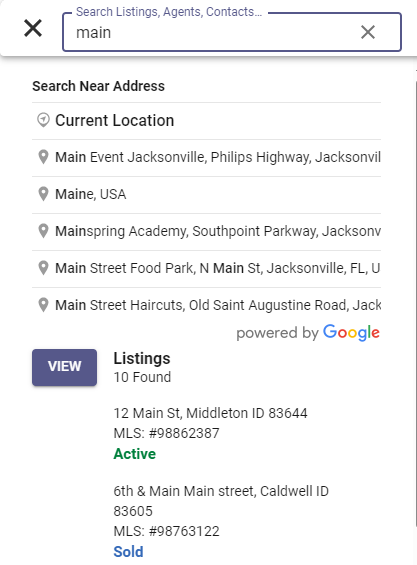 Search Listings, Agents, Contacts...
main
Search Near Address
Current Location
Main Event Jacksonville, Philips Highway, Jacksonvil
Maine, USA
Mainspring Academy, Southpoint Parkway, Jacksonv
Main Street Food Park, N Main St, Jacksonville, FL, U
Main Street Haircuts, Old Saint Augustine Road, Jack
powered by Google
VIEW
Listings
10 Found
12 Main St, Middleton ID 83644
MLS: #98862387
Active
6th & Main Main street, Caldwell ID
83605
MLS: #98763122
Sold